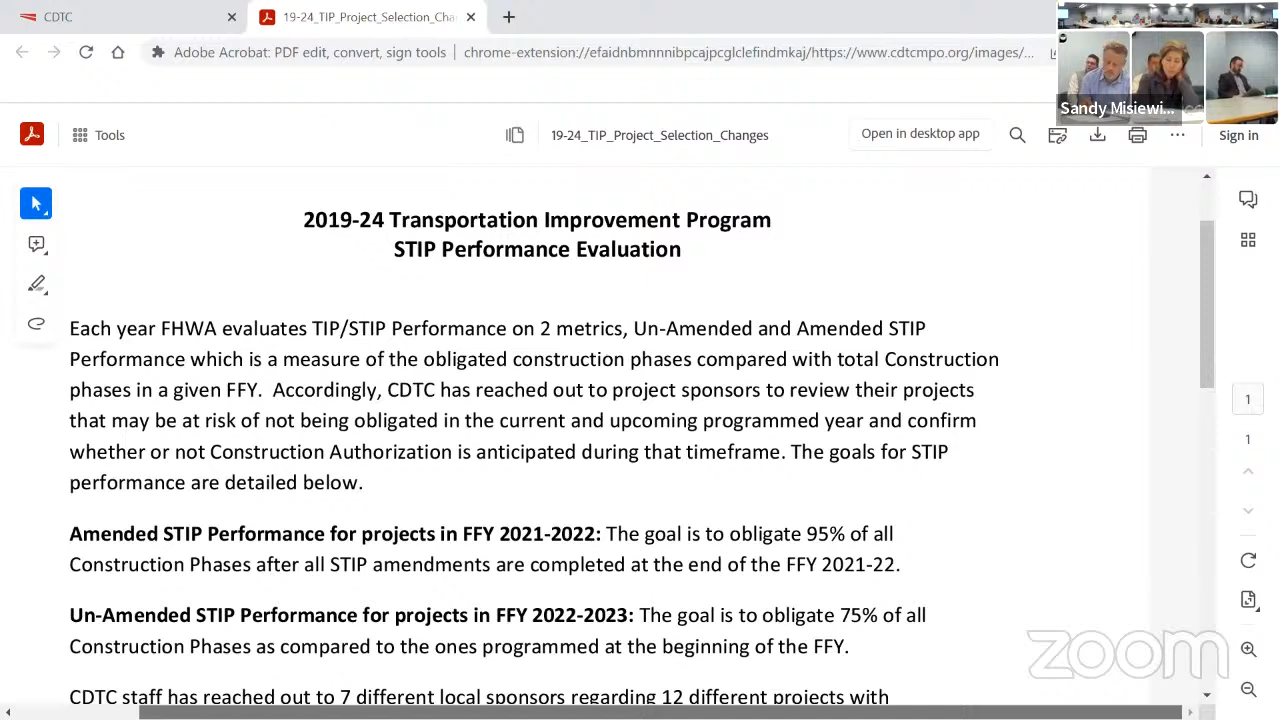 CDTC
19-24_TIP_Project_Selection_Chan
Adobe Acrobat: PDF edit, convert, sign tools
chrome-extension://efaidnbmnnnibpcajpcglclefindmkaj/https://www.cdtcmpo.org/images/...
Sandy Misiewi...
Tools
19-24_TIP_Project_Selection_Changes
Open in desktop app
Sign in
2019-24 Transportation Improvement Program
STIP Performance Evaluation
Each year FHWA evaluates TIP/STIP Performance on 2 metrics, Un-Amended and Amended STIP
Performance which is a measure of the obligated construction phases compared with total Construction
phases in a given FFY. Accordingly, CDTC has reached out to project sponsors to review their projects
that may be at risk of not being obligated in the current and upcoming programmed year and confirm
whether or not Construction Authorization is anticipated during that timeframe. The goals for STIP
performance are detailed below.
Amended STIP Performance for projects in FFY 2021-2022: The goal is to obligate 95% of all
Construction Phases after all STIP amendments are completed at the end of the FFY 2021-22.
Un-Amended STIP Performance for projects in FFY 2022-2023: The goal is to obligate 75% of all
Construction Phases as compared to the ones programmed at the beginning of the FFY.
CDTC staff has reached out to 7 different local sponsors regarding 12 different projects with
1
1
zoom